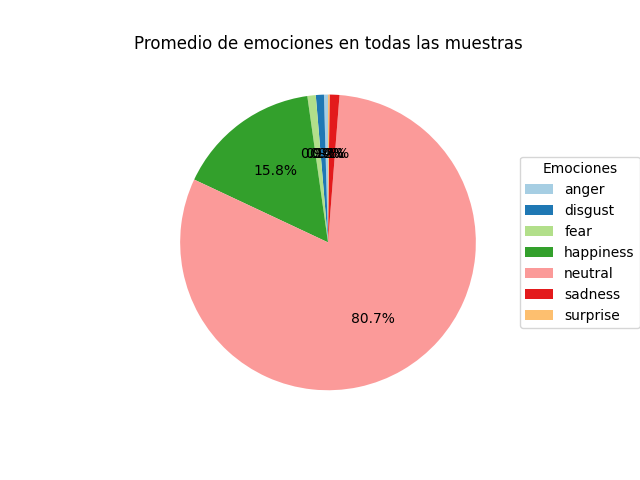 Promedio de emociones en todas las muestras
15.8%
80.7%
Emociones
anger
disgust
fear
happiness
neutral
sadness
surprise